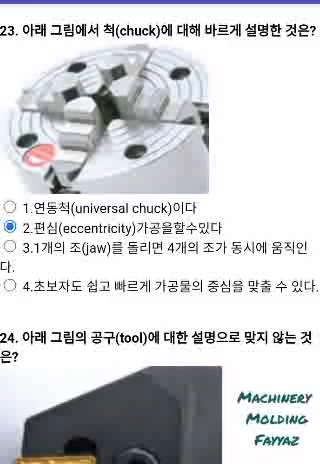 23. 아래 그림에서 척(chuck)에 대해 바르게 설명한 것은?
1.연동척(universal chuck)이다
2.편심(eccentricity)가공을할수있다
3.1개의 조(jaw)를 돌리면 4개의 조가 동시에 움직인
다.
4.초보자도 쉽고 빠르게 가공물의 중심을 맞출 수 있다.
24. 아래 그림의 공구(tool)에 대한 설명으로 맞지 않는 것
은?
MACHINERY
MOLDING
FAYYAZ